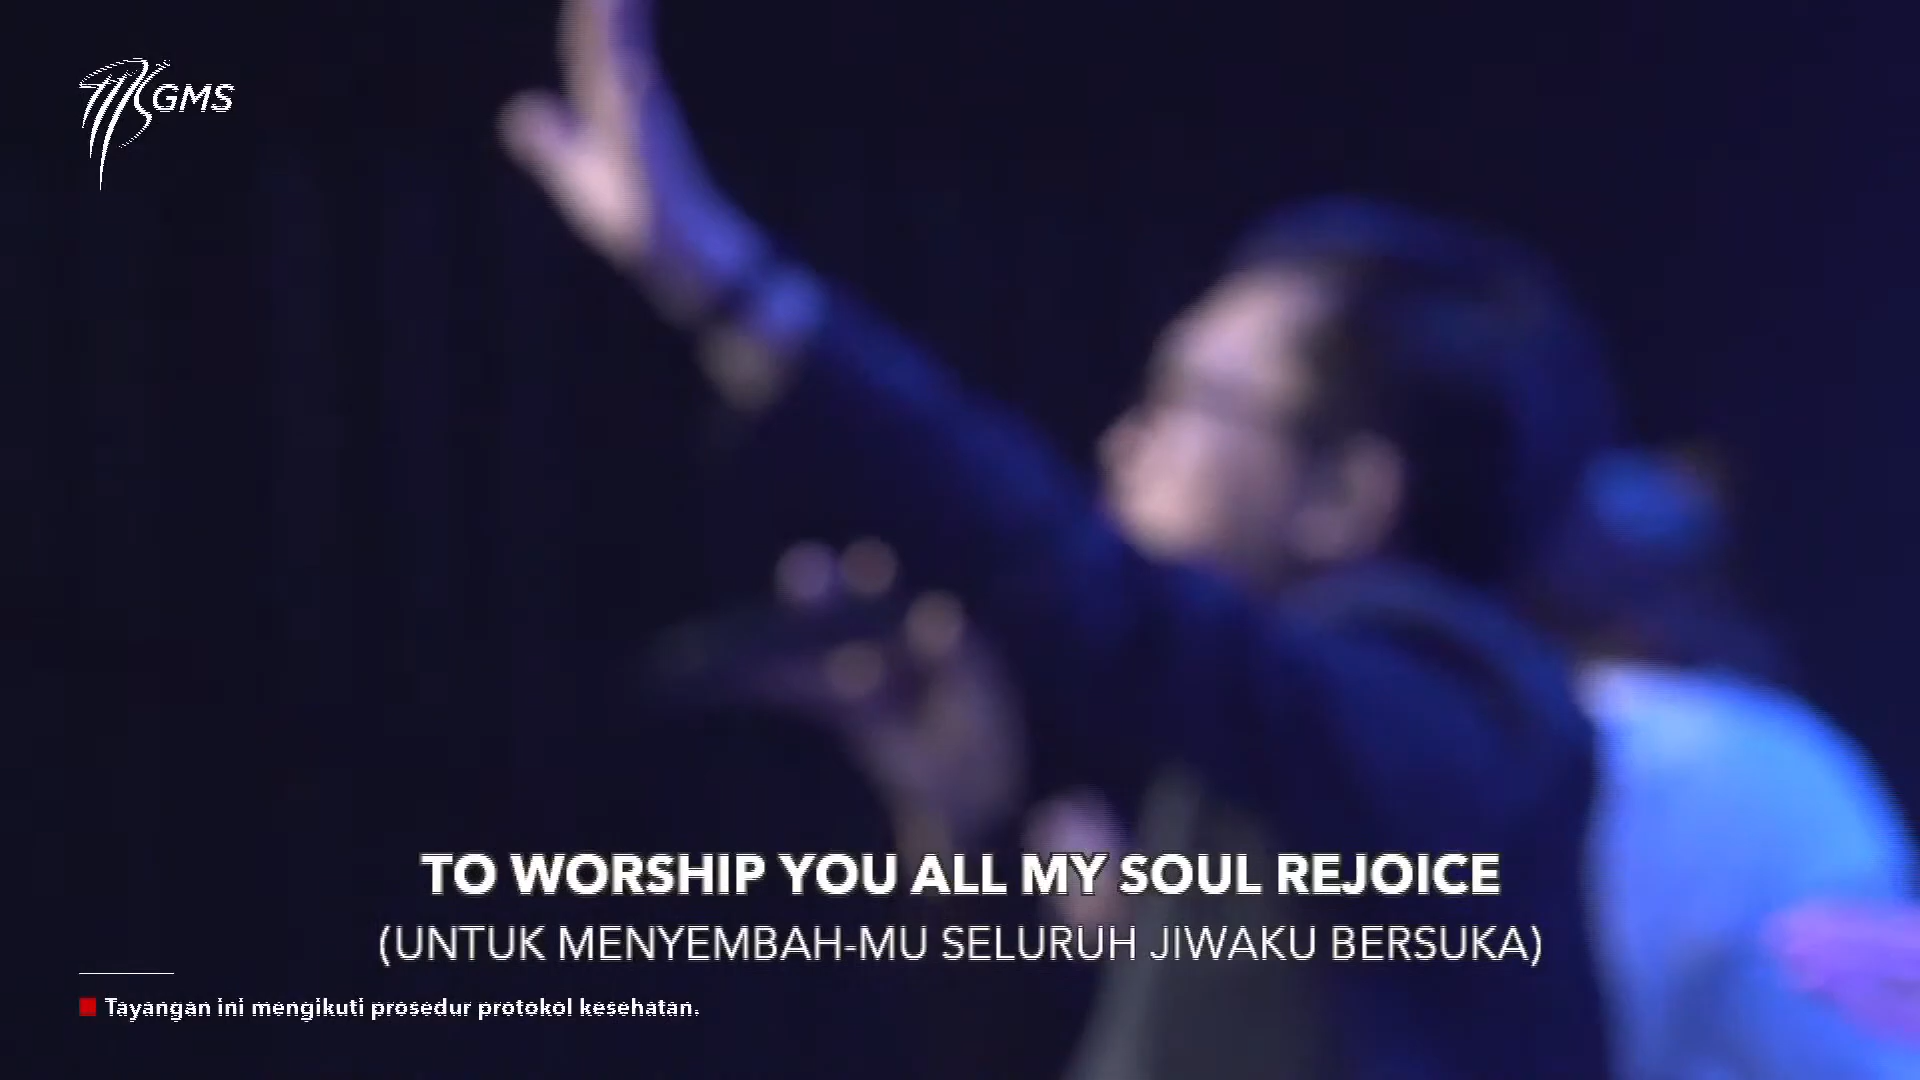 GMS
TO WORSHIP YOU ALL MY SOUL REJOICE
(UNTUK MENYEMBAH-MU SELURUH JIWAKU BERSUKA)
Tayangan ini mengikuti prosedur protokol kesehatan.